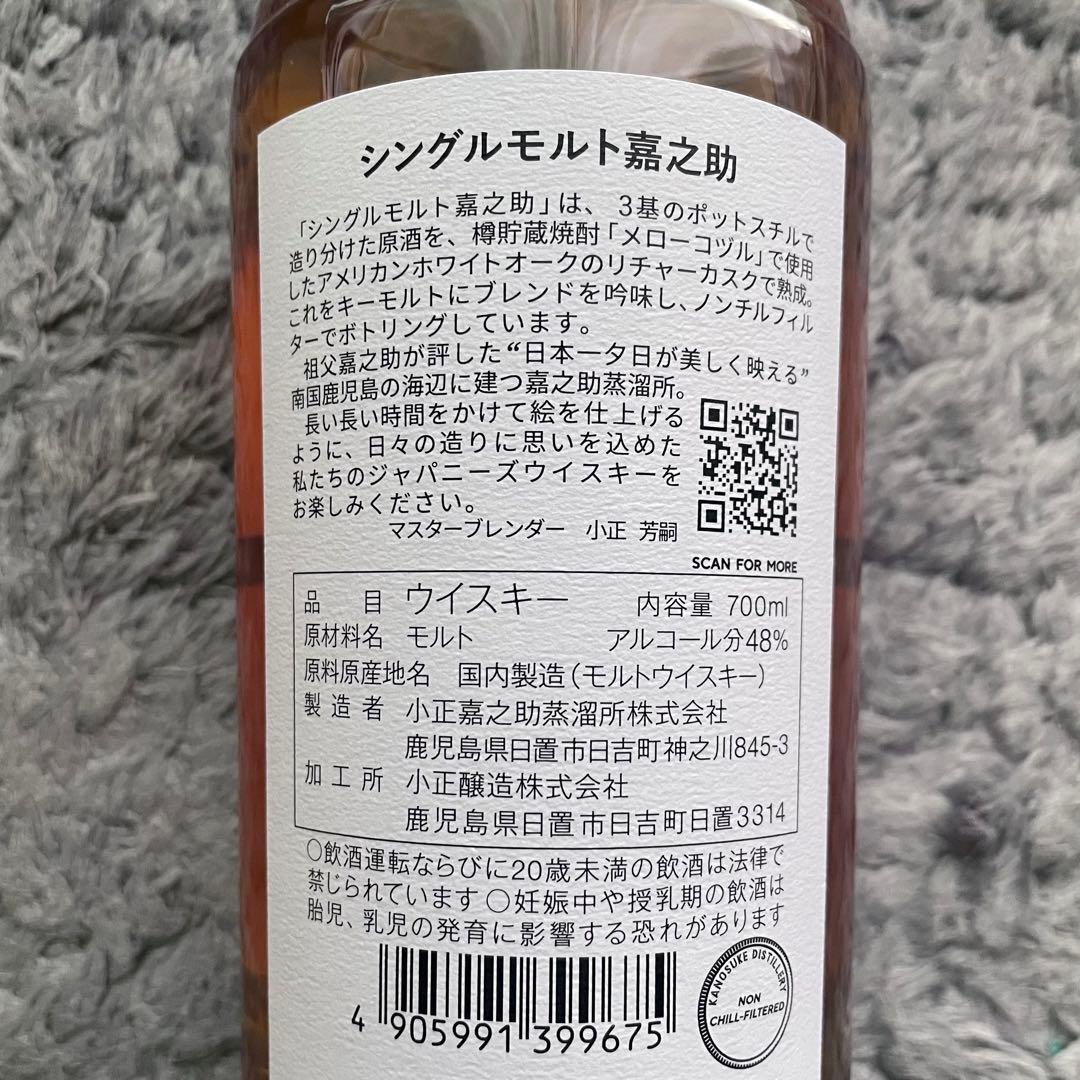 シングルモルト嘉之助
「シングルモルト嘉之助」は、3基のポットスチルで
造り分けた原酒を、樽貯蔵焼酎「メローコヅル」で使用
したアメリカンホワイトオークのリチャーカスクで熟成。
これをキーモルトにブレンドを吟味し、ノンチルフィル
ターでボトリングしています。
祖父嘉之助が評した“日本一夕日が美しく映える”
南国鹿児島の海辺に建つ嘉之助蒸溜所。
長い長い時間をかけて絵を仕上げる
ように、日々の造りに思いを込めた
私たちのジャパニーズウイスキーを
お楽しみください。
マスターブレンダー 小正 芳嗣
SCAN FOR MORE
品目 ウイスキー 内容量 700ml
原材料名 モルト アルコール分48%
原料原産地名 国内製造(モルトウイスキー)
製造者 小正嘉之助蒸溜所株式会社
鹿児島県日置市日吉町神之川845-3
加工所 小正醸造株式会社
鹿児島県日置市日吉町日置3314
○飲酒運転ならびに20歳未満の飲酒は法律で
禁じられています ○妊娠中や授乳期の飲酒は
胎児、乳児の発育に影響する恐れがあります
4 905991 399675
KANOSUKE DISTILLERY
NON
CHILL-FILTERED